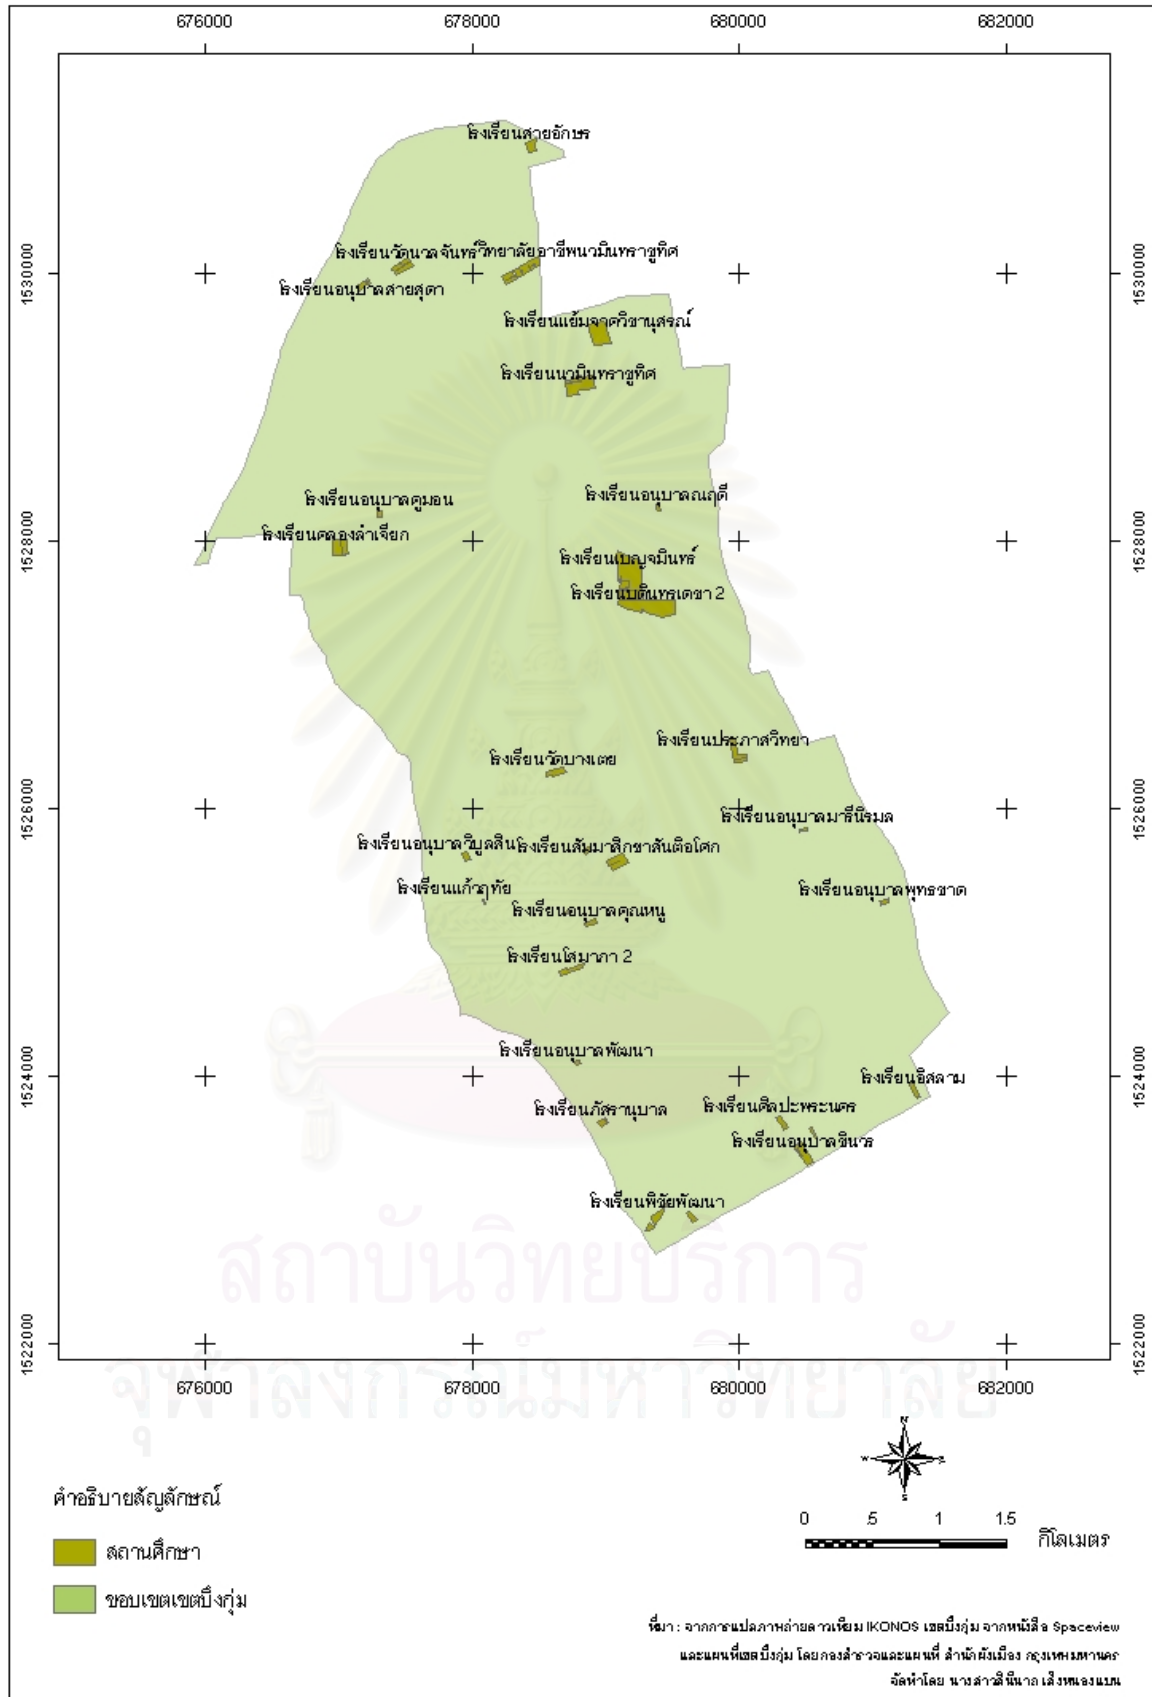 676000 678000 680000 682000
โรงเรียนสายอักษร
1530000 1530000
โรงเรียนวัดนวลจันทร์ วิทยาลัยอาชีพนวมินทราชูทิศ
โรงเรียนอนุบาลสายสุดา
โรงเรียนแย้มจาดวิชานุสรณ์
โรงเรียนนวมินทราชูทิศ
โรงเรียนอนุบาลณฤดี
โรงเรียนอนุบาลคูมอน
โรงเรียนคลองลำเจียก
1528000 1528000
โรงเรียนเบญจมินทร์
โรงเรียนบดินทรเดชา 2
โรงเรียนประภาสวิทยา
โรงเรียนวัดบางเตย
1526000 1526000
โรงเรียนอนุบาลมารีนิรมล
โรงเรียนอนุบาลวิบูลสิน โรงเรียนสัมมาสิกขาสันติอโศก
โรงเรียนแก้วฤทัย โรงเรียนอนุบาลพุทธชาด
โรงเรียนอนุบาลคุณหนู
โรงเรียนโสมาภา 2
โรงเรียนอนุบาลพัฒนา
1524000 1524000
โรงเรียนอิสลาม
โรงเรียนภัสรานุบาล โรงเรียนศิลปะพระนคร
โรงเรียนอนุบาลชินวร
โรงเรียนพิชัยพัฒนา
สถาบันวิทยบริการ
1522000 1522000
676000 678000 680000 682000
จุฬาลงกรณ์มหาวิทยาลัย
N
W E
S
คำอธิบายสัญลักษณ์
0 .5 1 1.5 กิโลเมตร
สถานศึกษา
ขอบเขตเขตบึงกุ่ม
ที่มา : จากการแปลภาพถ่ายดาวเทียม IKONOS เขตบึงกุ่ม จากหนังสือ Spaceview
และแผนที่เขตบึงกุ่ม โดยกองสำรวจและแผนที่ สำนักผังเมือง กรุงเทพมหานคร
จัดทำโดย นางสาวสินีนาถ เส็งหนองแบน